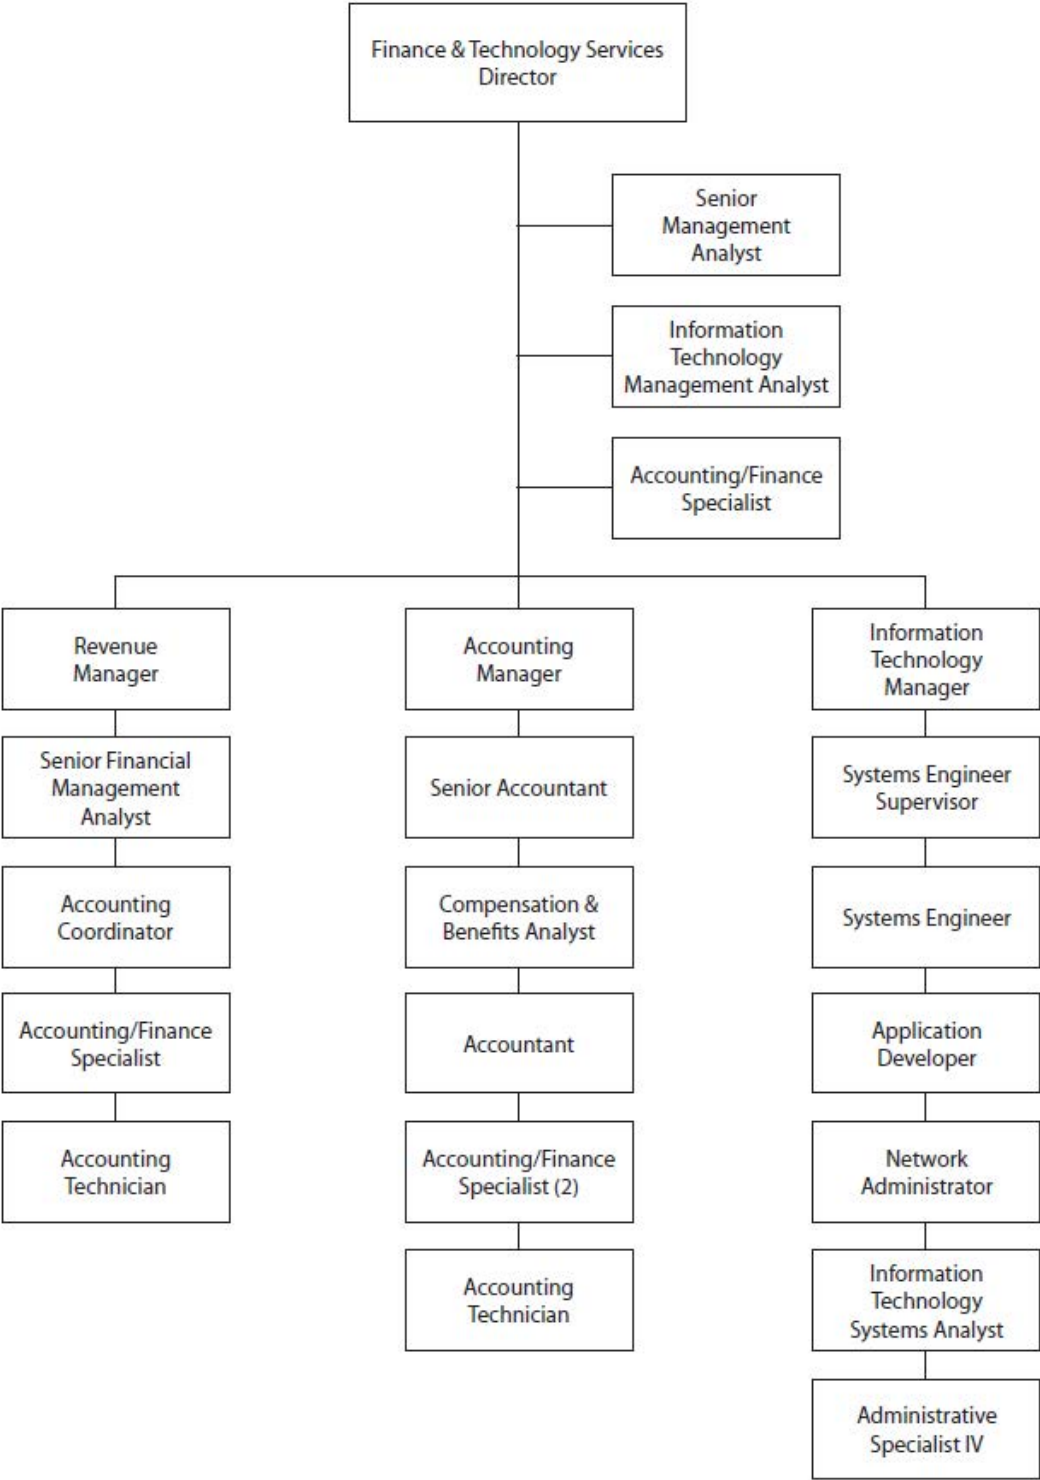 Finance & Technology Services
Director
Senior
Management
Analyst
Information
Technology
Management Analyst
Accounting/Finance
Specialist
Revenue
Manager
Senior Financial
Management
Analyst
Accounting
Coordinator
Accounting/Finance
Specialist
Accounting
Technician
Accounting
Manager
Senior Accountant
Compensation &
Benefits Analyst
Accountant
Accounting/Finance
Specialist (2)
Accounting
Technician
Information
Technology
Manager
Systems Engineer
Supervisor
Systems Engineer
Application
Developer
Network
Administrator
Information
Technology
Systems Analyst
Administrative
Specialist IV